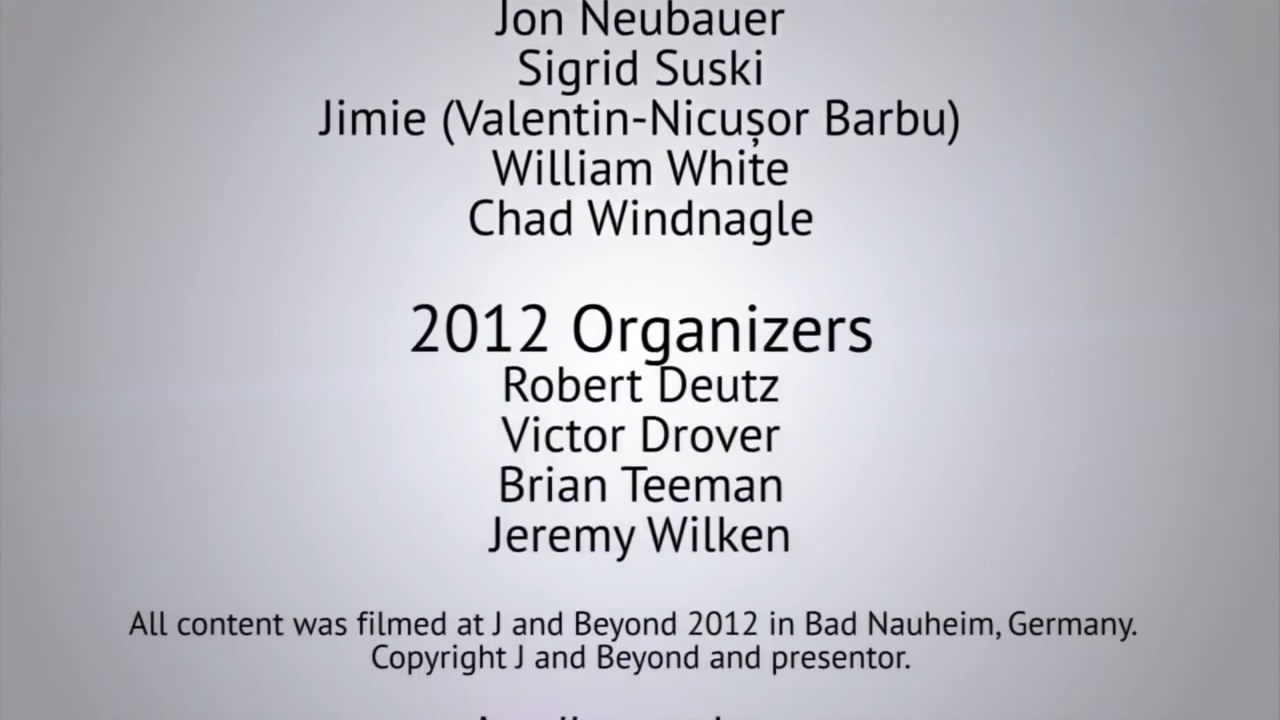 Jon Neubauer
Sigrid Suski
Jimie (Valentin-Nicușor Barbu)
William White
Chad Windnagle
2012 Organizers
Robert Deutz
Victor Drover
Brian Teeman
Jeremy Wilken
All content was filmed at J and Beyond 2012 in Bad Nauheim, Germany.
Copyright J and Beyond and presentor.